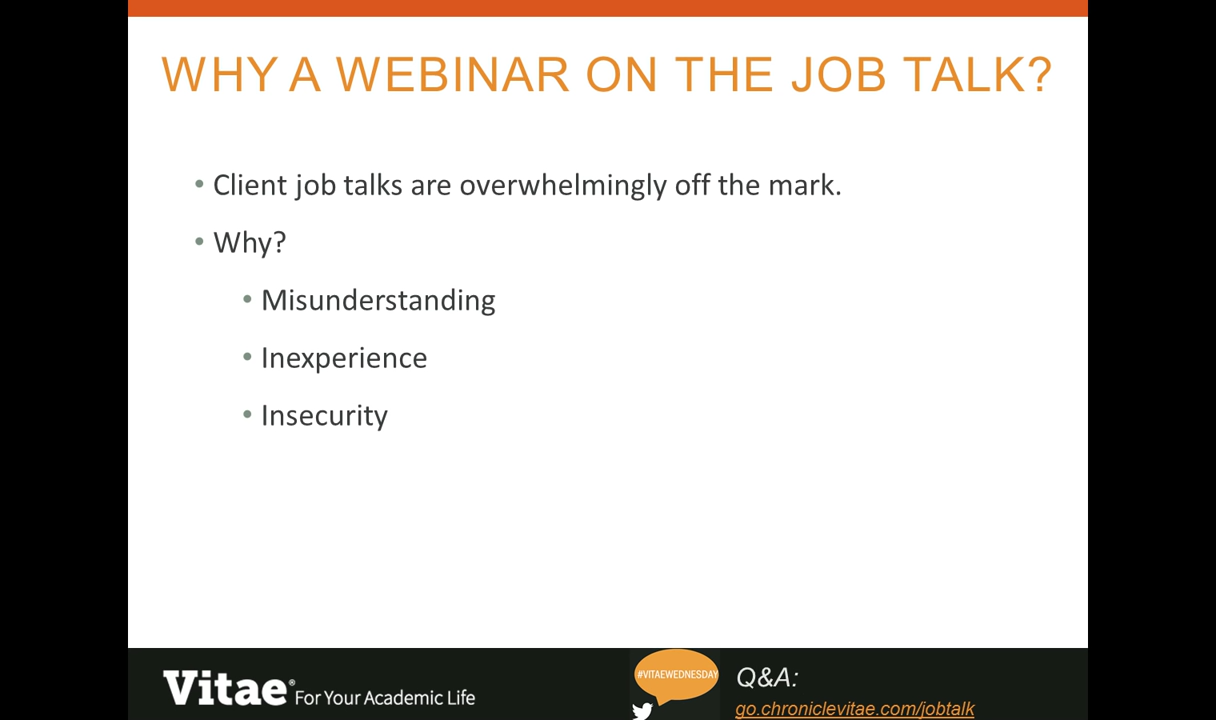 WHY A WEBINAR ON THE JOB TALK?
• Client job talks are overwhelmingly off the mark.
• Why?
• Misunderstanding
• Inexperience
• Insecurity
Vitae® For Your Academic Life
#VITAEWEDNESDAY
Q&A:
go.chroniclevitae.com/jobtalk